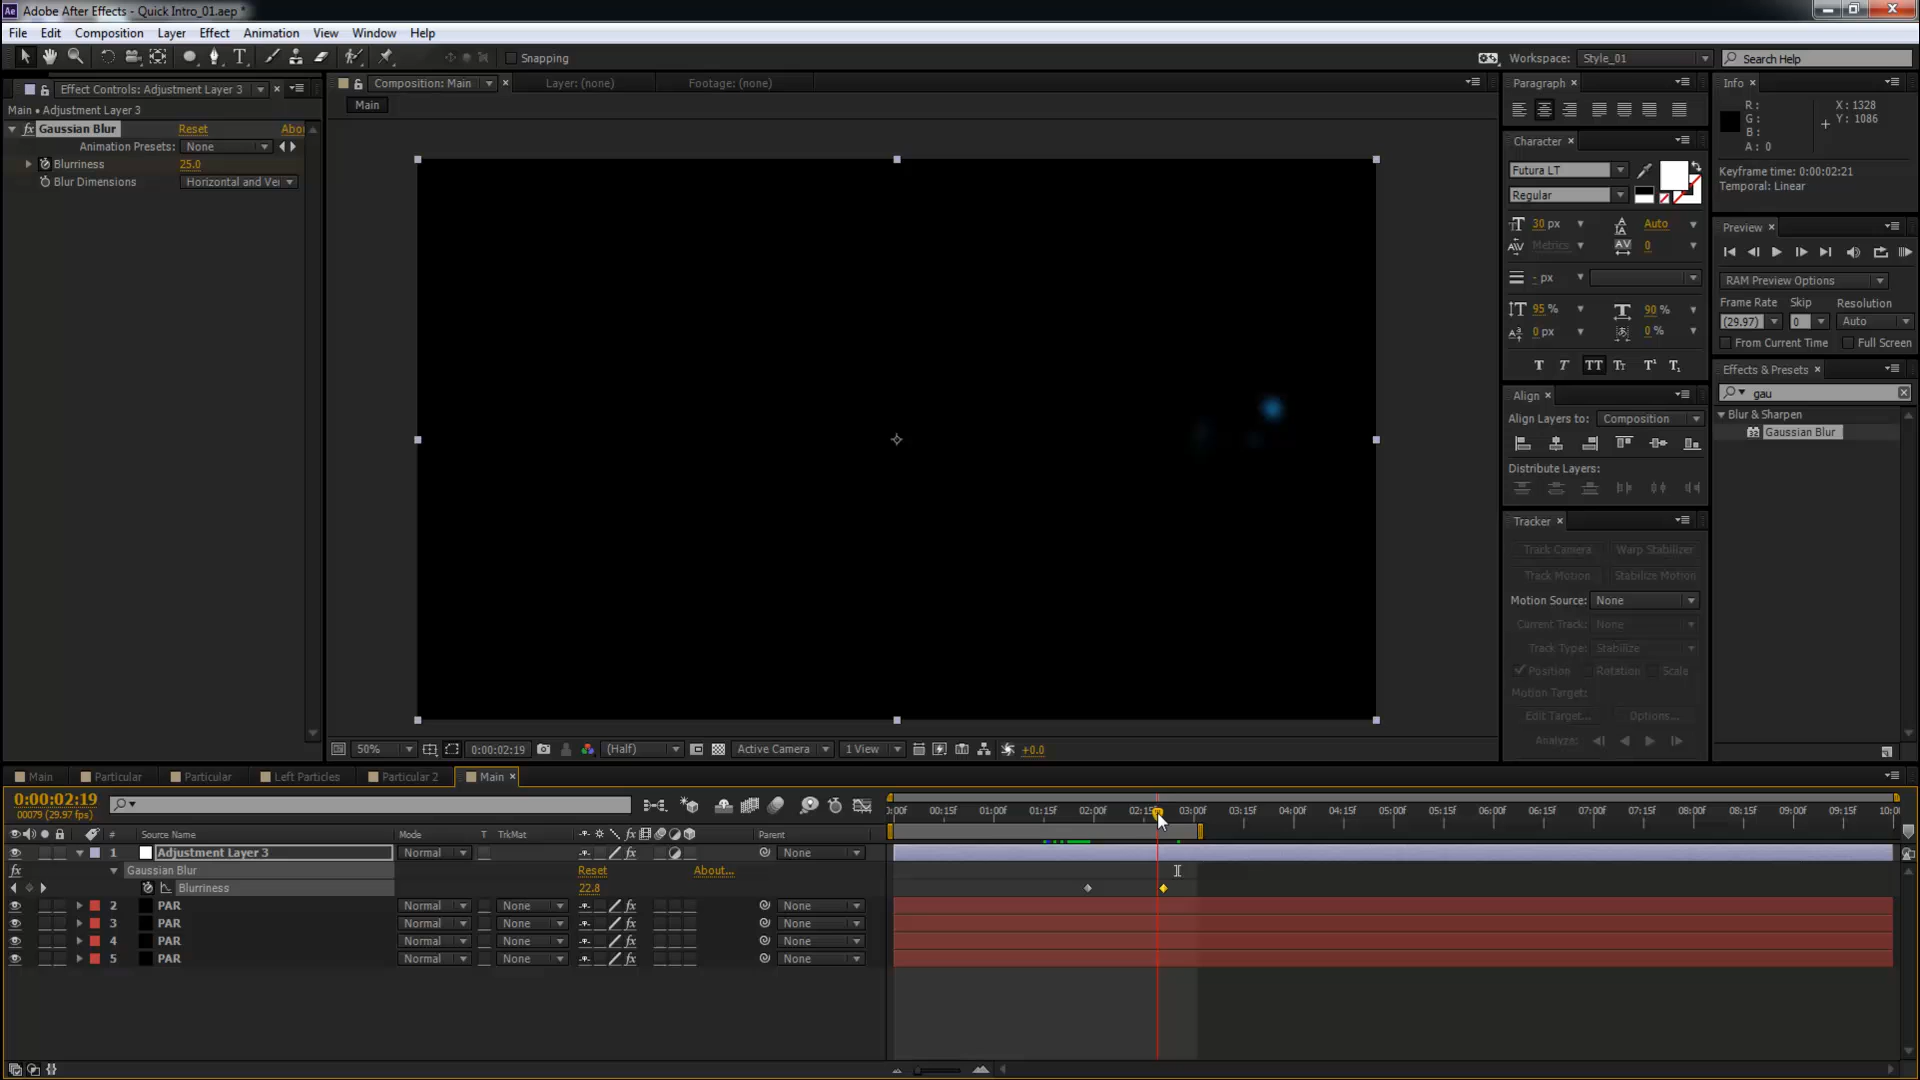 Adobe After Effects - Quick Intro_01.aep *
File Edit Composition Layer Effect Animation View Window Help
Snapping
Workspace: Style_01
Search Help
Effect Controls: Adjustment Layer 3
Main • Adjustment Layer 3
Gaussian Blur Reset Abo
Animation Presets: None
Blurriness 25.0
Blur Dimensions Horizontal and Ve
Composition: Main
Layer: (none)
Footage: (none)
Main
50% 0:00:02:19 (Half) Active Camera 1 View +0.0
Paragraph
Character
Futura LT
Regular
30 px Auto
Metrics 0
- px
95 % 90 %
0 px 0 %
T T TT Tt T¹ T₁
Align
Align Layers to: Composition
Distribute Layers:
Tracker
Track Camera Warp Stabilizer
Track Motion Stabilize Motion
Motion Source: None
Current Track: None
Track Type: Stabilize
Position Rotation Scale
Motion Target:
Edit Target... Options...
Analyze:
Info
R: X: 1328
G: Y: 1086
B:
A: 0
Keyframe time: 0:00:02:21
Temporal: Linear
Preview
RAM Preview Options
Frame Rate Skip Resolution
(29.97) 0 Auto
From Current Time Full Screen
Effects & Presets
gau
Blur & Sharpen
Gaussian Blur
Main Particular Particular Left Particles Particular 2 Main
0:00:02:19
00079 (29.97 fps)
:00f 00:15f 01:00f 01:15f 02:00f 02:15f 03:00f 03:15f 04:00f 04:15f 05:00f 05:15f 06:00f 06:15f 07:00f 07:15f 08:00f 08:15f 09:00f 09:15f 10:0
# Source Name Mode T TrkMat Parent
1 Adjustment Layer 3 Normal None
Gaussian Blur Reset About...
Blurriness 22.8
2 PAR Normal None None
3 PAR Normal None None
4 PAR Normal None None
5 PAR Normal None None